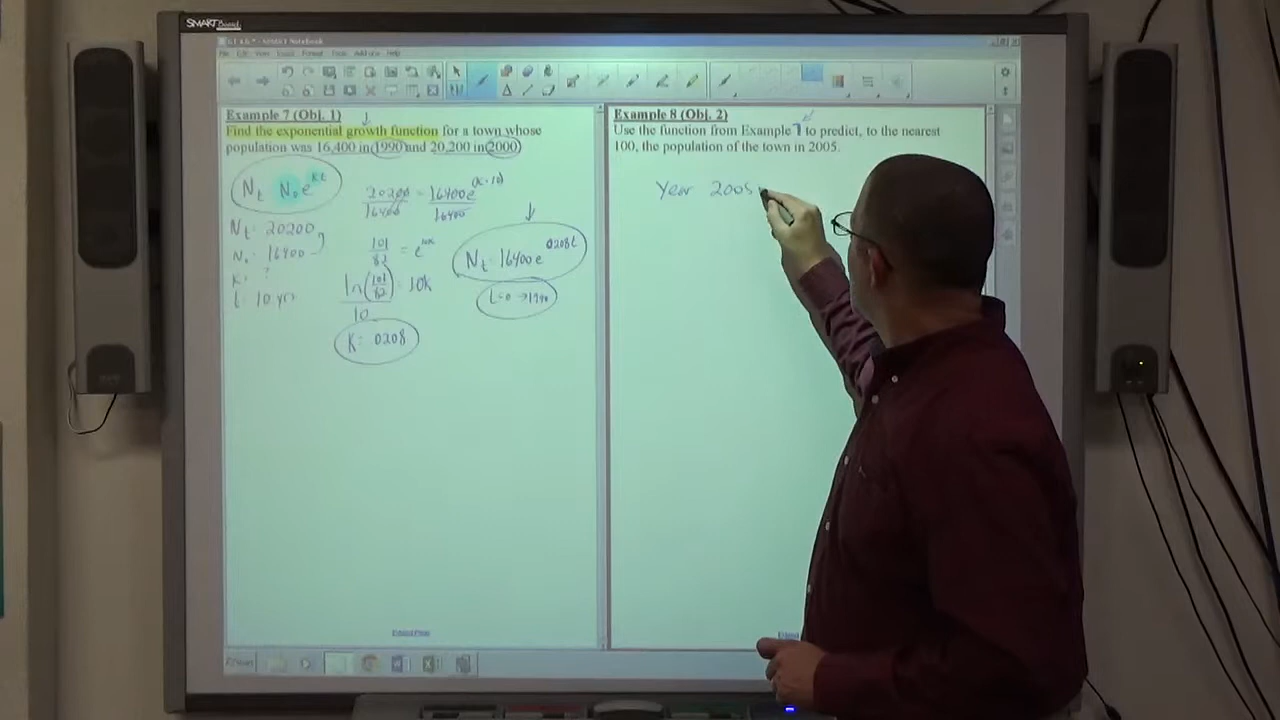 SMART Board
Example 7 (Obj. 1)
Find the exponential growth function for a town whose
population was 16,400 in 1990 and 20,200 in 2000.
Nt = N₀e^kt
Nt: 20200
N₀: 16400
K: ?
t: 10 yrs
20200/16400 = 16400e^(k·10)/16400
101/82 = e^10k
ln(101/82)/10 = 10k
K: .0208
Nt = 16400e^.0208t
t=0 → 1990
Example 8 (Obj. 2)
Use the function from Example 7 to predict, to the nearest
100, the population of the town in 2005.
Year 2005